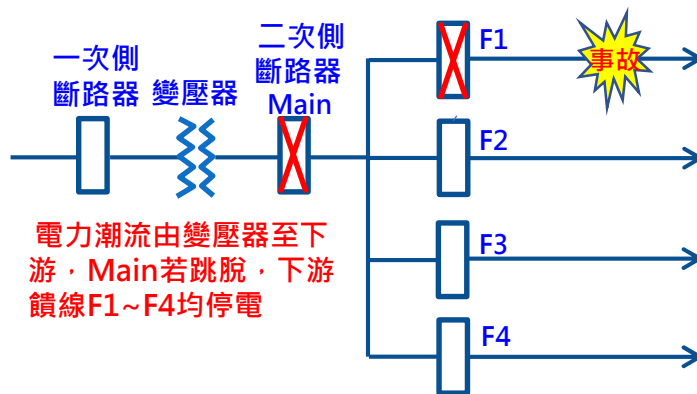 一次側
斷路器
變壓器
二次側
斷路器
Main
F1
事故
F2
F3
F4
電力潮流由變壓器至下
游，Main若跳脫，下游
饋線F1~F4均停電